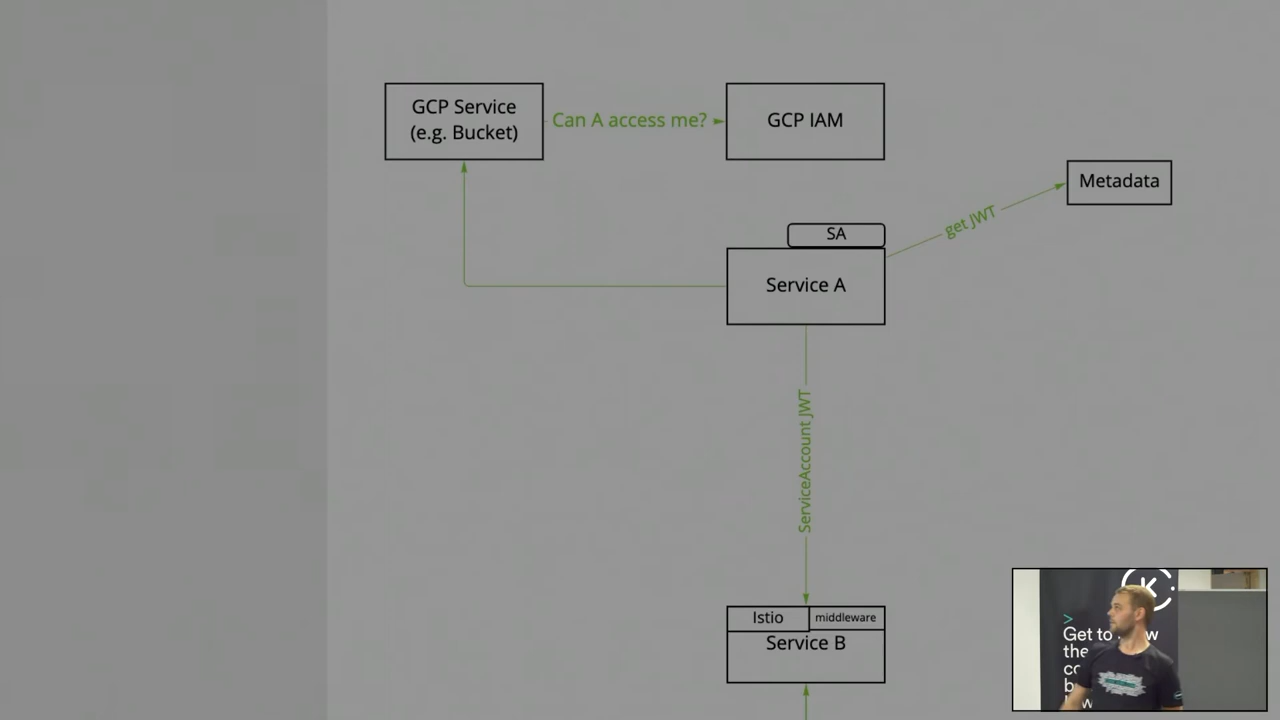 GCP Service
(e.g. Bucket)
Can A access me?
GCP IAM
Metadata
get JWT
SA
Service A
ServiceAccount JWT
Istio
middleware
Service B
K
>
Get to
w
the